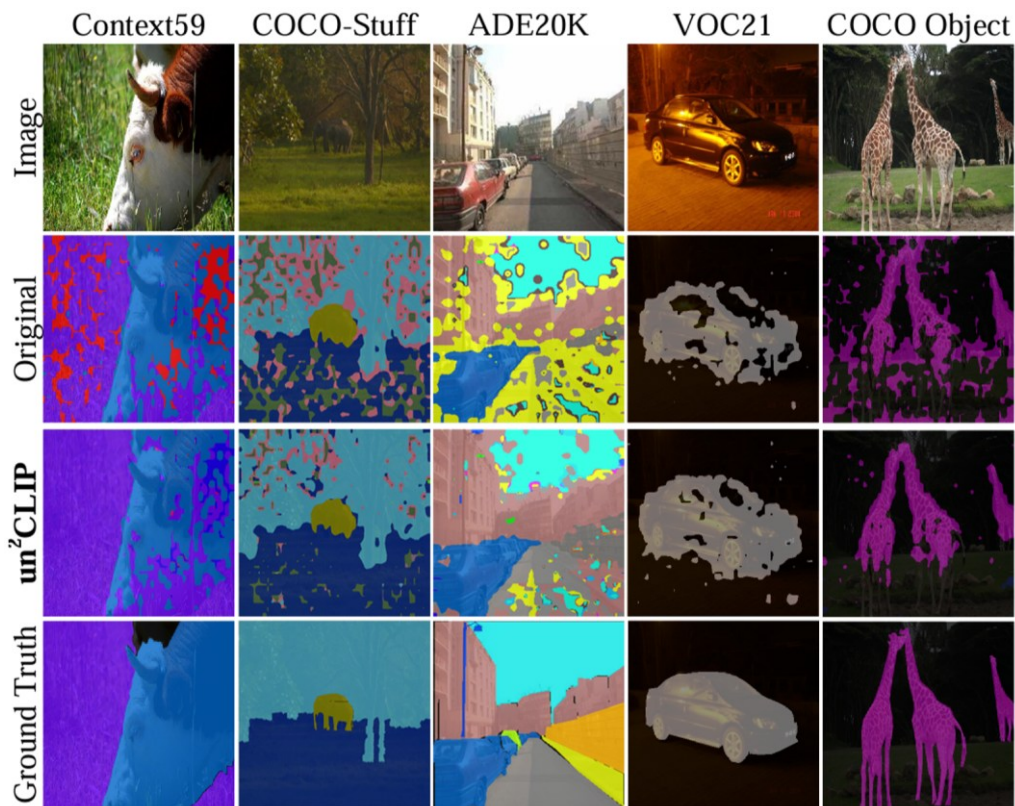 Context59 COCO-Stuff ADE20K VOC21 COCO Object
Image
Original
un²CLIP
Ground Truth